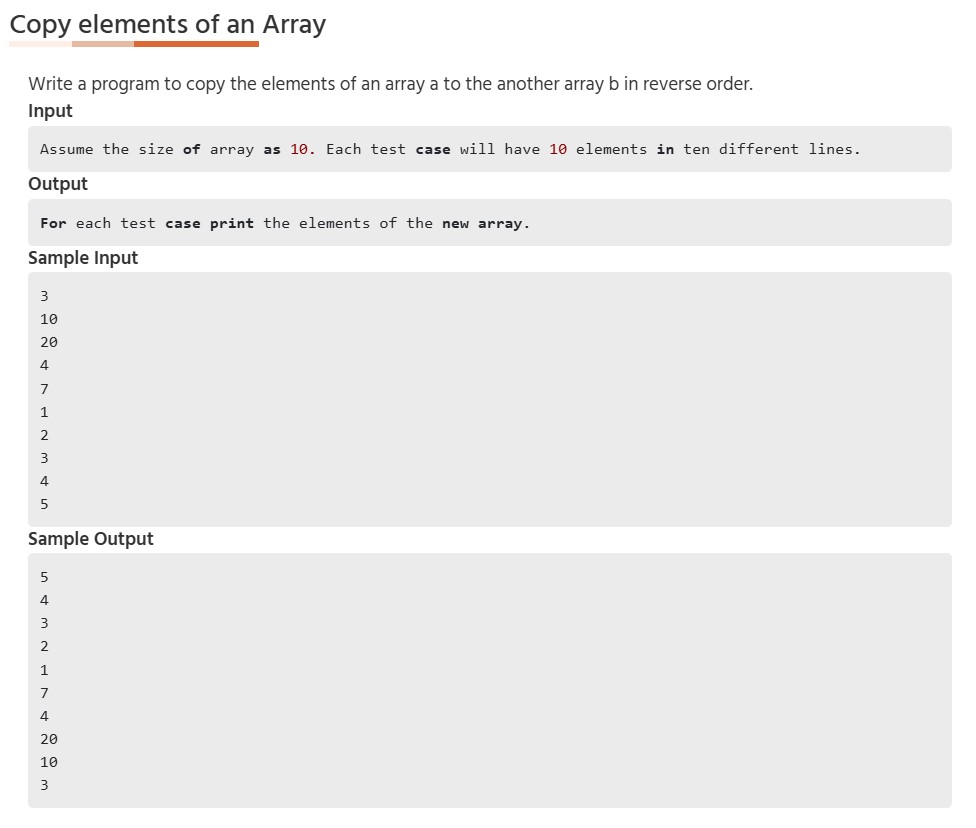 Copy elements of an Array
Write a program to copy the elements of an array a to the another array b in reverse order.
Input
Assume the size of array as 10. Each test case will have 10 elements in ten different lines.
Output
For each test case print the elements of the new array.
Sample Input
3
10
20
4
7
1
2
3
4
5
Sample Output
5
4
3
2
1
7
4
20
10
3